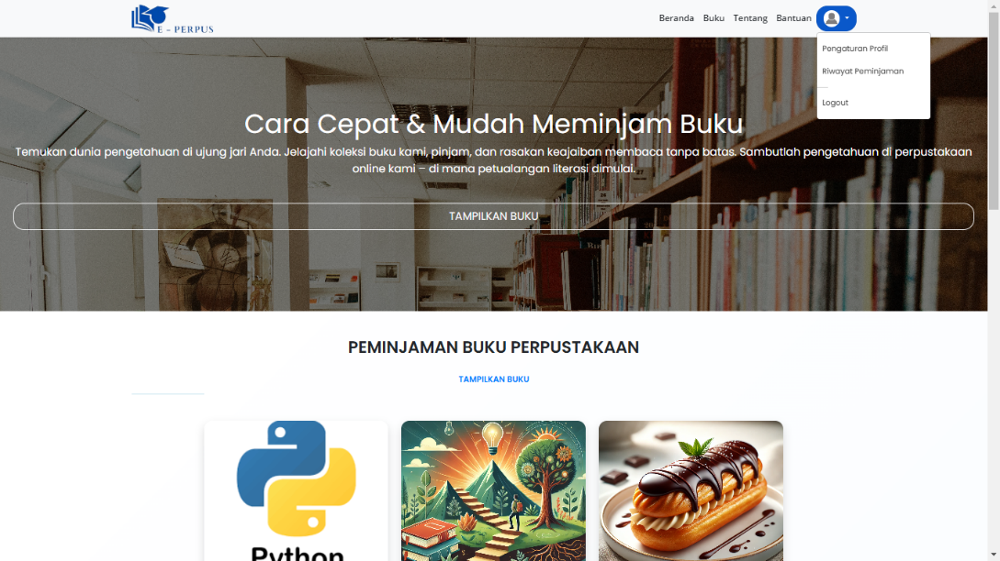 E - PERPUS
Beranda Buku Tentang Bantuan
Pengaturan Profil
Riwayat Peminjaman
Logout
Cara Cepat & Mudah Meminjam Buku
Temukan dunia pengetahuan di ujung jari Anda. Jelajahi koleksi buku kami, pinjam, dan rasakan keajaiban membaca tanpa batas. Sambutlah pengetahuan di perpustakaan
online kami – di mana petualangan literasi dimulai.
TAMPILKAN BUKU
PEMINJAMAN BUKU PERPUSTAKAAN
TAMPILKAN BUKU
Python